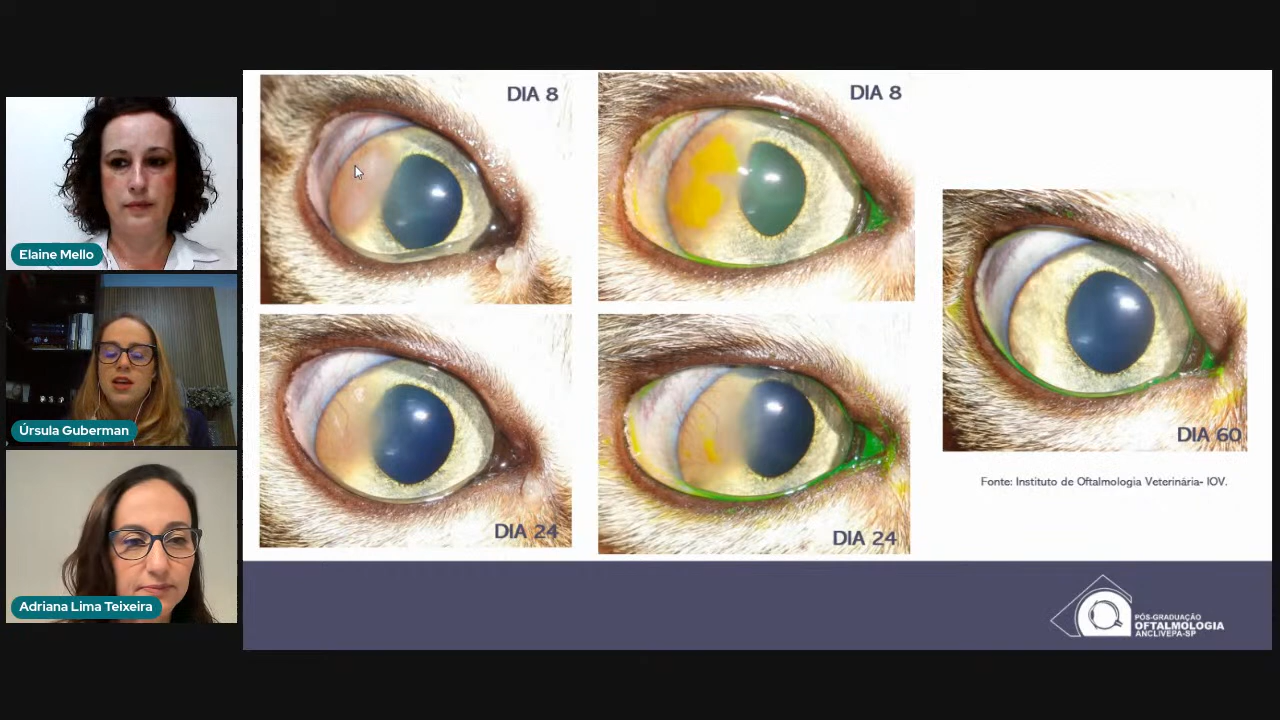 Elaine Mello
Úrsula Guberman
Adriana Lima Teixeira
DIA 8
DIA 8
DIA 24
DIA 24
DIA 60
Fonte: Instituto de Oftalmologia Veterinária- IOV.
PÓS-GRADUAÇÃO
OFTALMOLOGIA
ANCLIVEPA-SP